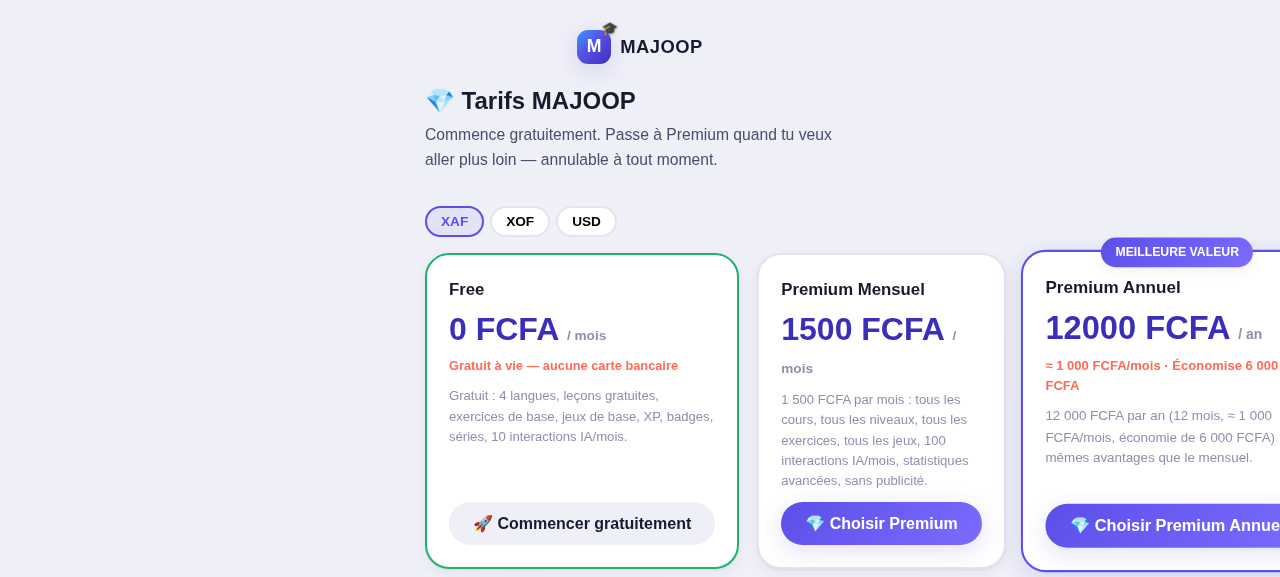 M MAJOOP
💎 Tarifs MAJOOP
Commence gratuitement. Passe à Premium quand tu veux
aller plus loin — annulable à tout moment.
XAF XOF USD
Free
0 FCFA / mois
Gratuit à vie — aucune carte bancaire
Gratuit : 4 langues, leçons gratuites,
exercices de base, jeux de base, XP, badges,
séries, 10 interactions IA/mois.
🚀 Commencer gratuitement
Premium Mensuel
1500 FCFA /
mois
1 500 FCFA par mois : tous les
cours, tous les niveaux, tous les
exercices, tous les jeux, 100
interactions IA/mois, statistiques
avancées, sans publicité.
💎 Choisir Premium
MEILLEURE VALEUR
Premium Annuel
12000 FCFA / an
≈ 1 000 FCFA/mois · Économise 6 000
FCFA
12 000 FCFA par an (12 mois, ≈ 1 000
FCFA/mois, économie de 6 000 FCFA)
mêmes avantages que le mensuel.
💎 Choisir Premium Annue